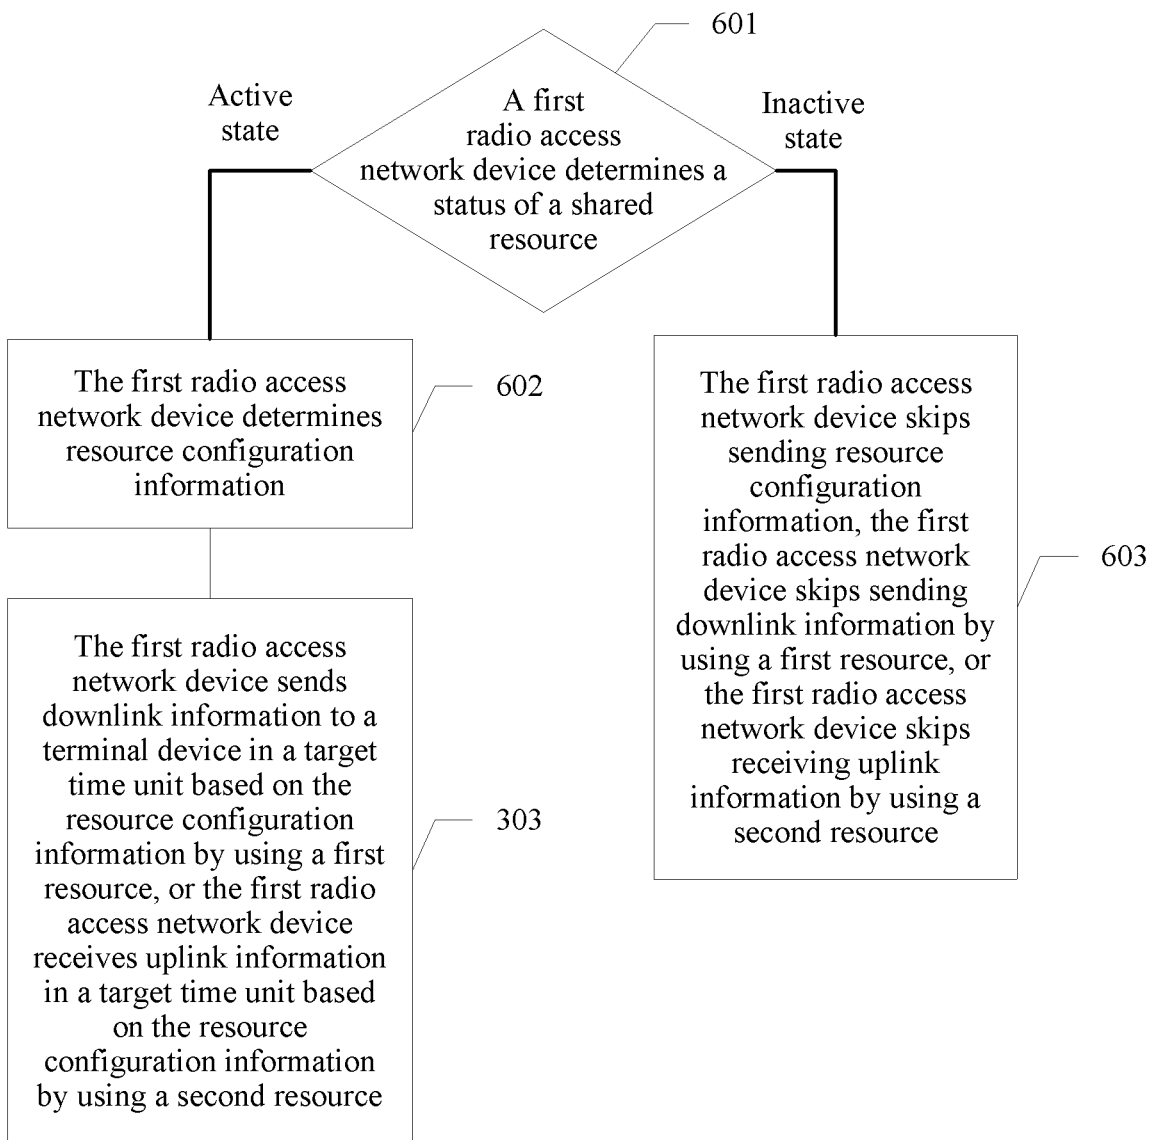 601
A first
radio access
network device determines a
status of a shared
resource
Active
state
Inactive
state
The first radio access
network device determines
resource configuration
information
602
The first radio access
network device sends
downlink information to a
terminal device in a target
time unit based on the
resource configuration
information by using a first
resource, or the first radio
access network device
receives uplink information
in a target time unit based
on the resource
configuration information
by using a second resource
303
The first radio access
network device skips
sending resource
configuration
information, the first
radio access network
device skips sending
downlink information by
using a first resource, or
the first radio access
network device skips
receiving uplink
information by using a
second resource
603